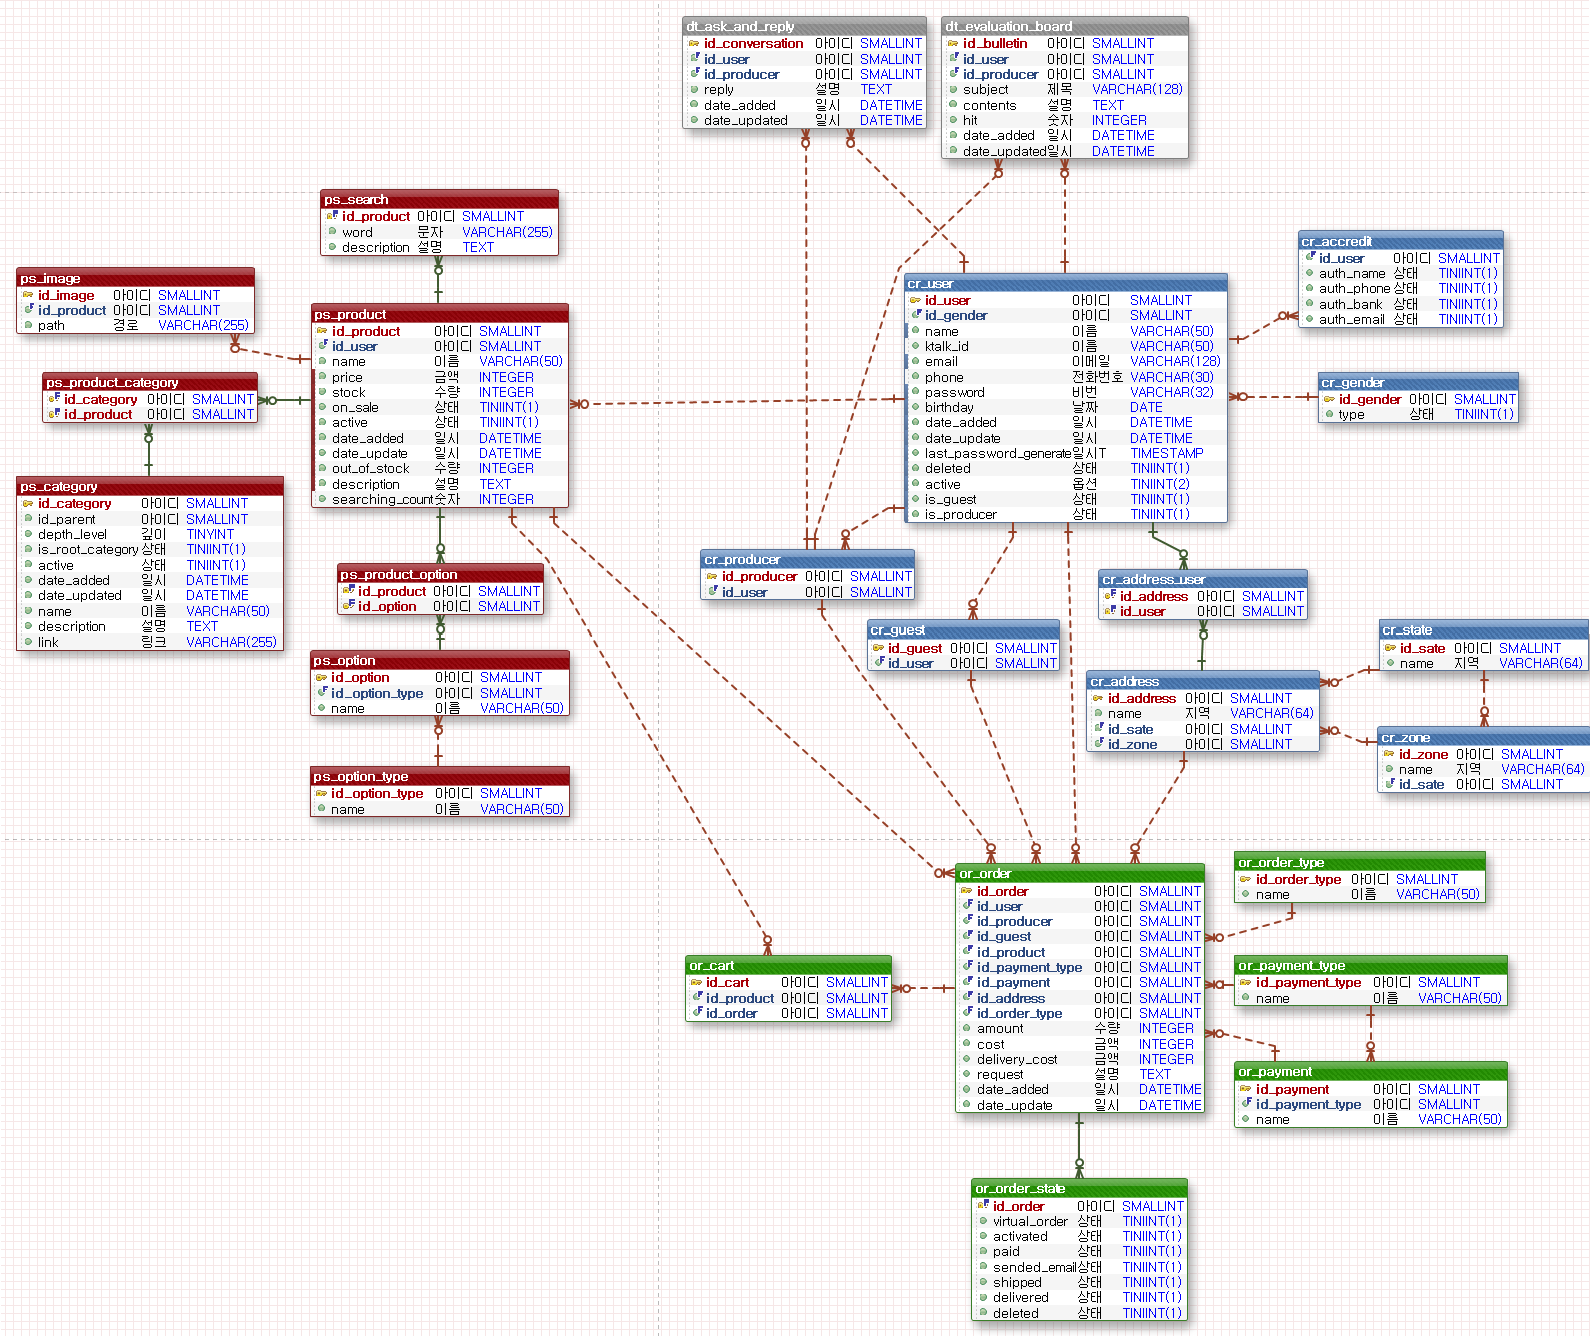 dt_ask_and_reply
id_conversation 아이디 SMALLINT
id_user 아이디 SMALLINT
id_producer 아이디 SMALLINT
reply 설명 TEXT
date_added 일시 DATETIME
date_updated 일시 DATETIME
dt_evaluation_board
id_bulletin 아이디 SMALLINT
id_user 아이디 SMALLINT
id_producer 아이디 SMALLINT
subject 제목 VARCHAR(128)
contents 설명 TEXT
hit 숫자 INTEGER
date_added 일시 DATETIME
date_updated 일시 DATETIME
ps_search
id_product 아이디 SMALLINT
word 문자 VARCHAR(255)
description 설명 TEXT
ps_image
id_image 아이디 SMALLINT
id_product 아이디 SMALLINT
path 경로 VARCHAR(255)
ps_product
id_product 아이디 SMALLINT
id_user 아이디 SMALLINT
name 이름 VARCHAR(50)
price 금액 INTEGER
stock 수량 INTEGER
on_sale 상태 TINIINT(1)
active 상태 TINIINT(1)
date_added 일시 DATETIME
date_update 일시 DATETIME
out_of_stock 수량 INTEGER
description 설명 TEXT
searching_count 숫자 INTEGER
ps_product_category
id_category 아이디 SMALLINT
id_product 아이디 SMALLINT
ps_category
id_category 아이디 SMALLINT
id_parent 아이디 SMALLINT
depth_level 깊이 TINYINT
is_root_category 상태 TINIINT(1)
active 상태 TINIINT(1)
date_added 일시 DATETIME
date_updated 일시 DATETIME
name 이름 VARCHAR(50)
description 설명 TEXT
link 링크 VARCHAR(255)
ps_product_option
id_product 아이디 SMALLINT
id_option 아이디 SMALLINT
ps_option
id_option 아이디 SMALLINT
id_option_type 아이디 SMALLINT
name 이름 VARCHAR(50)
ps_option_type
id_option_type 아이디 SMALLINT
name 이름 VARCHAR(50)
cr_user
id_user 아이디 SMALLINT
id_gender 아이디 SMALLINT
name 이름 VARCHAR(50)
ktalk_id 이름 VARCHAR(50)
email 이메일 VARCHAR(128)
phone 전화번호 VARCHAR(30)
password 비번 VARCHAR(32)
birthday 날짜 DATE
date_added 일시 DATETIME
date_update 일시 DATETIME
last_password_generate 일시T TIMESTAMP
deleted 상태 TINIINT(1)
active 옵션 TINIINT(2)
is_guest 상태 TINIINT(1)
is_producer 상태 TINIINT(1)
cr_accredit
id_user 아이디 SMALLINT
auth_name 상태 TINIINT(1)
auth_phone 상태 TINIINT(1)
auth_bank 상태 TINIINT(1)
auth_email 상태 TINIINT(1)
cr_gender
id_gender 아이디 SMALLINT
type 상태 TINIINT(1)
cr_producer
id_producer 아이디 SMALLINT
id_user 아이디 SMALLINT
cr_guest
id_guest 아이디 SMALLINT
id_user 아이디 SMALLINT
cr_address_user
id_address 아이디 SMALLINT
id_user 아이디 SMALLINT
cr_address
id_address 아이디 SMALLINT
name 지역 VARCHAR(64)
id_sate 아이디 SMALLINT
id_zone 아이디 SMALLINT
cr_state
id_sate 아이디 SMALLINT
name 지역 VARCHAR(64)
cr_zone
id_zone 아이디 SMALLINT
name 지역 VARCHAR(64)
id_sate 아이디 SMALLINT
or_order
id_order 아이디 SMALLINT
id_user 아이디 SMALLINT
id_producer 아이디 SMALLINT
id_guest 아이디 SMALLINT
id_product 아이디 SMALLINT
id_payment_type 아이디 SMALLINT
id_payment 아이디 SMALLINT
id_address 아이디 SMALLINT
id_order_type 아이디 SMALLINT
amount 수량 INTEGER
cost 금액 INTEGER
delivery_cost 금액 INTEGER
request 설명 TEXT
date_added 일시 DATETIME
date_update 일시 DATETIME
or_cart
id_cart 아이디 SMALLINT
id_product 아이디 SMALLINT
id_order 아이디 SMALLINT
or_order_type
id_order_type 아이디 SMALLINT
name 이름 VARCHAR(50)
or_payment_type
id_payment_type 아이디 SMALLINT
name 이름 VARCHAR(50)
or_payment
id_payment 아이디 SMALLINT
id_payment_type 아이디 SMALLINT
name 이름 VARCHAR(50)
or_order_state
id_order 아이디 SMALLINT
virtual_order 상태 TINIINT(1)
activated 상태 TINIINT(1)
paid 상태 TINIINT(1)
sended_email 상태 TINIINT(1)
shipped 상태 TINIINT(1)
delivered 상태 TINIINT(1)
deleted 상태 TINIINT(1)